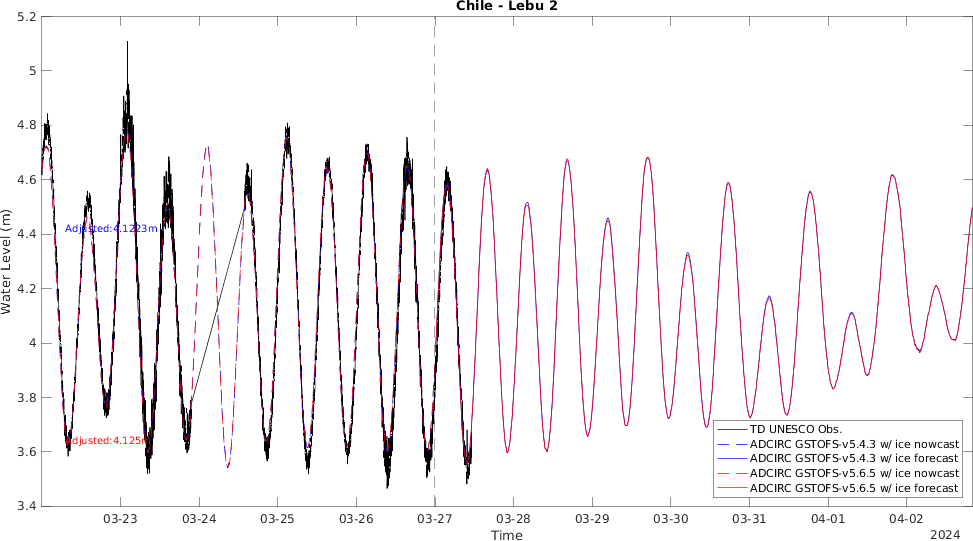 Chile - Lebu 2
5.2
5
4.8
4.6
4.4
4.2
4
3.8
3.6
3.4
Water Level (m)
Adjusted:4.1223m
Adjusted:4.125m
TD UNESCO Obs.
ADCIRC GSTOFS-v5.4.3 w/ ice nowcast
ADCIRC GSTOFS-v5.4.3 w/ ice forecast
ADCIRC GSTOFS-v5.6.5 w/ ice nowcast
ADCIRC GSTOFS-v5.6.5 w/ ice forecast
03-23 03-24 03-25 03-26 03-27 03-28 03-29 03-30 03-31 04-01 04-02
Time
2024